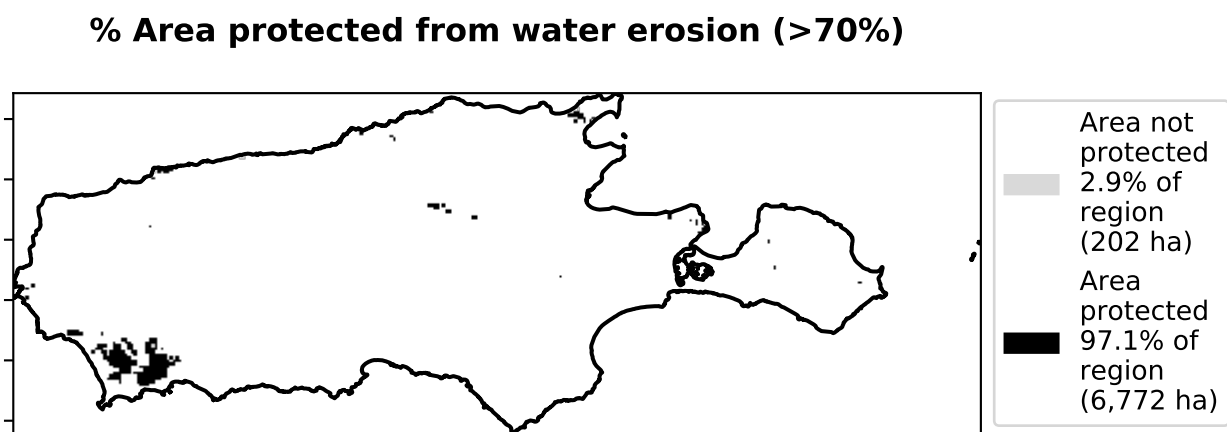 % Area protected from water erosion (>70%)
Area not
protected
2.9% of
region
(202 ha)
Area
protected
97.1% of
region
(6,772 ha)